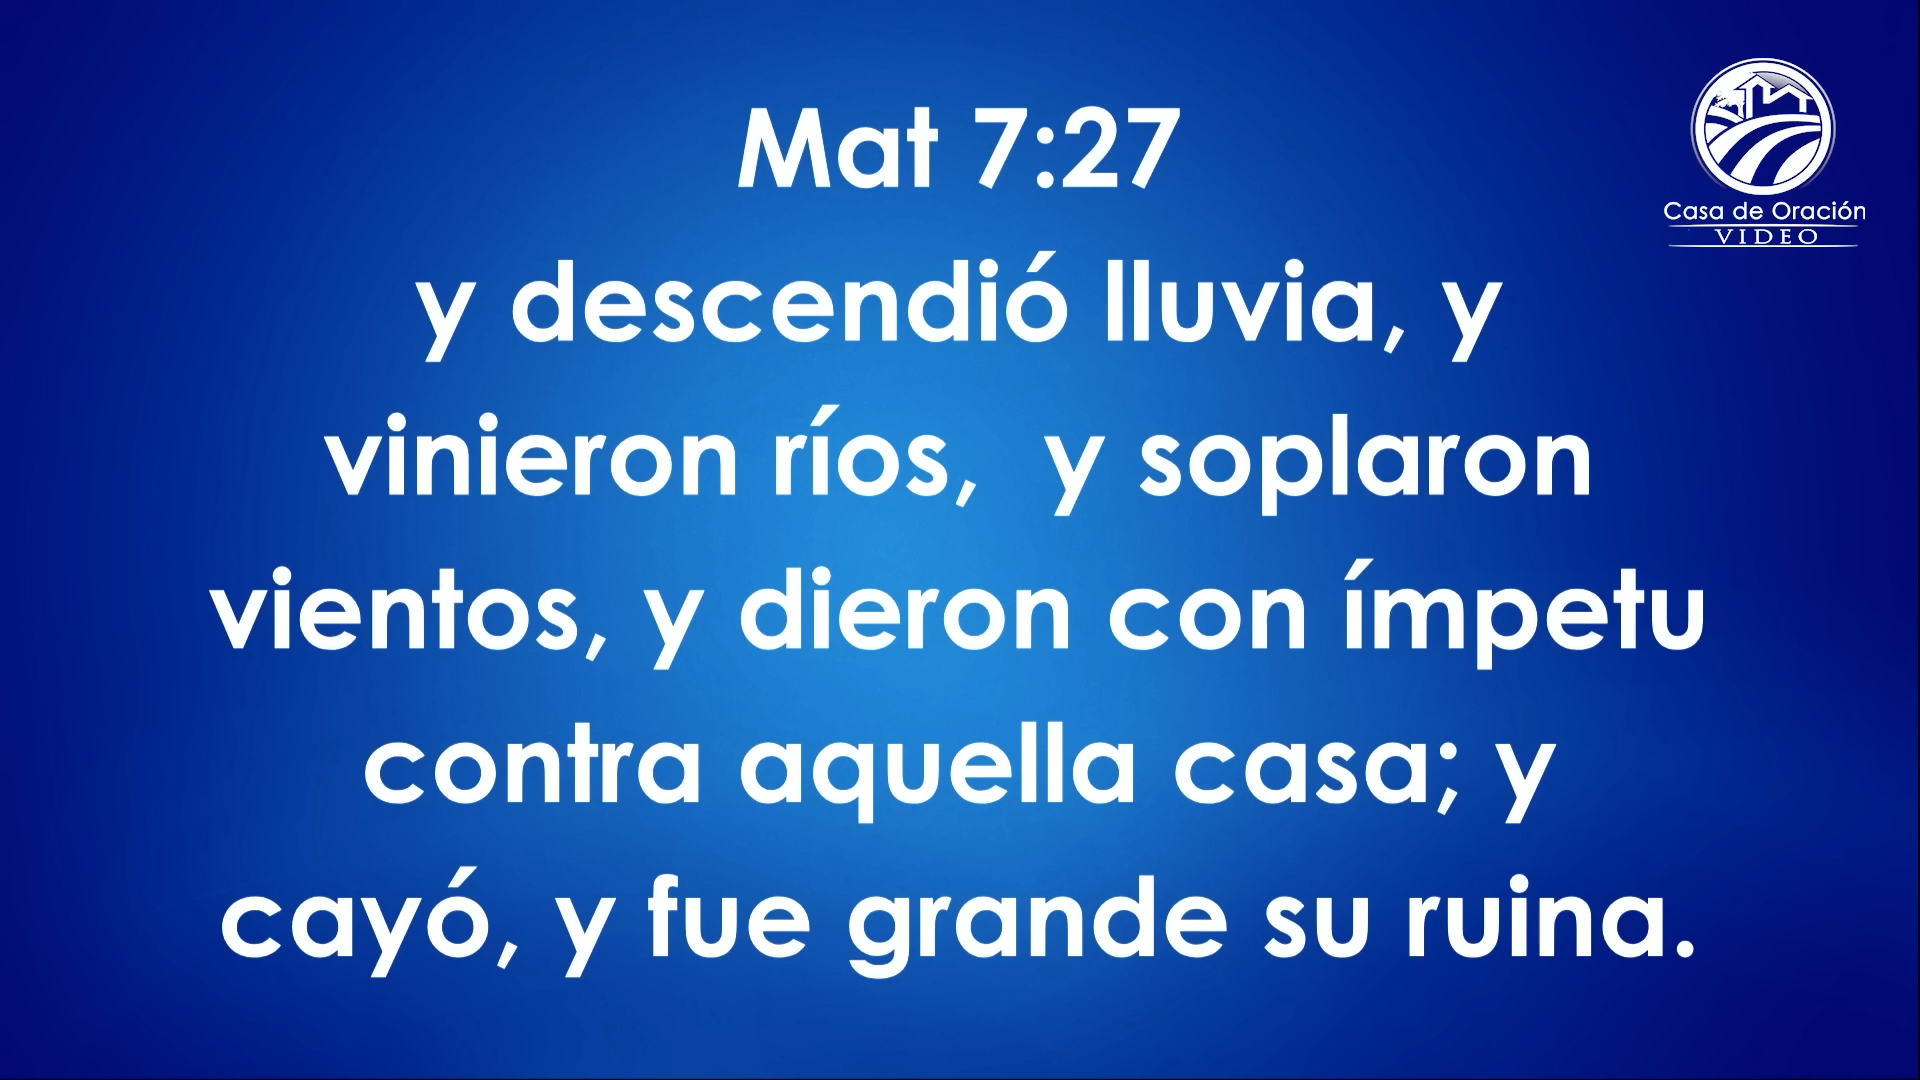 Mat 7:27
y descendió lluvia, y
vinieron ríos,  y soplaron
vientos, y dieron con ímpetu
contra aquella casa; y
cayó, y fue grande su ruina.
Casa de Oración
VIDEO